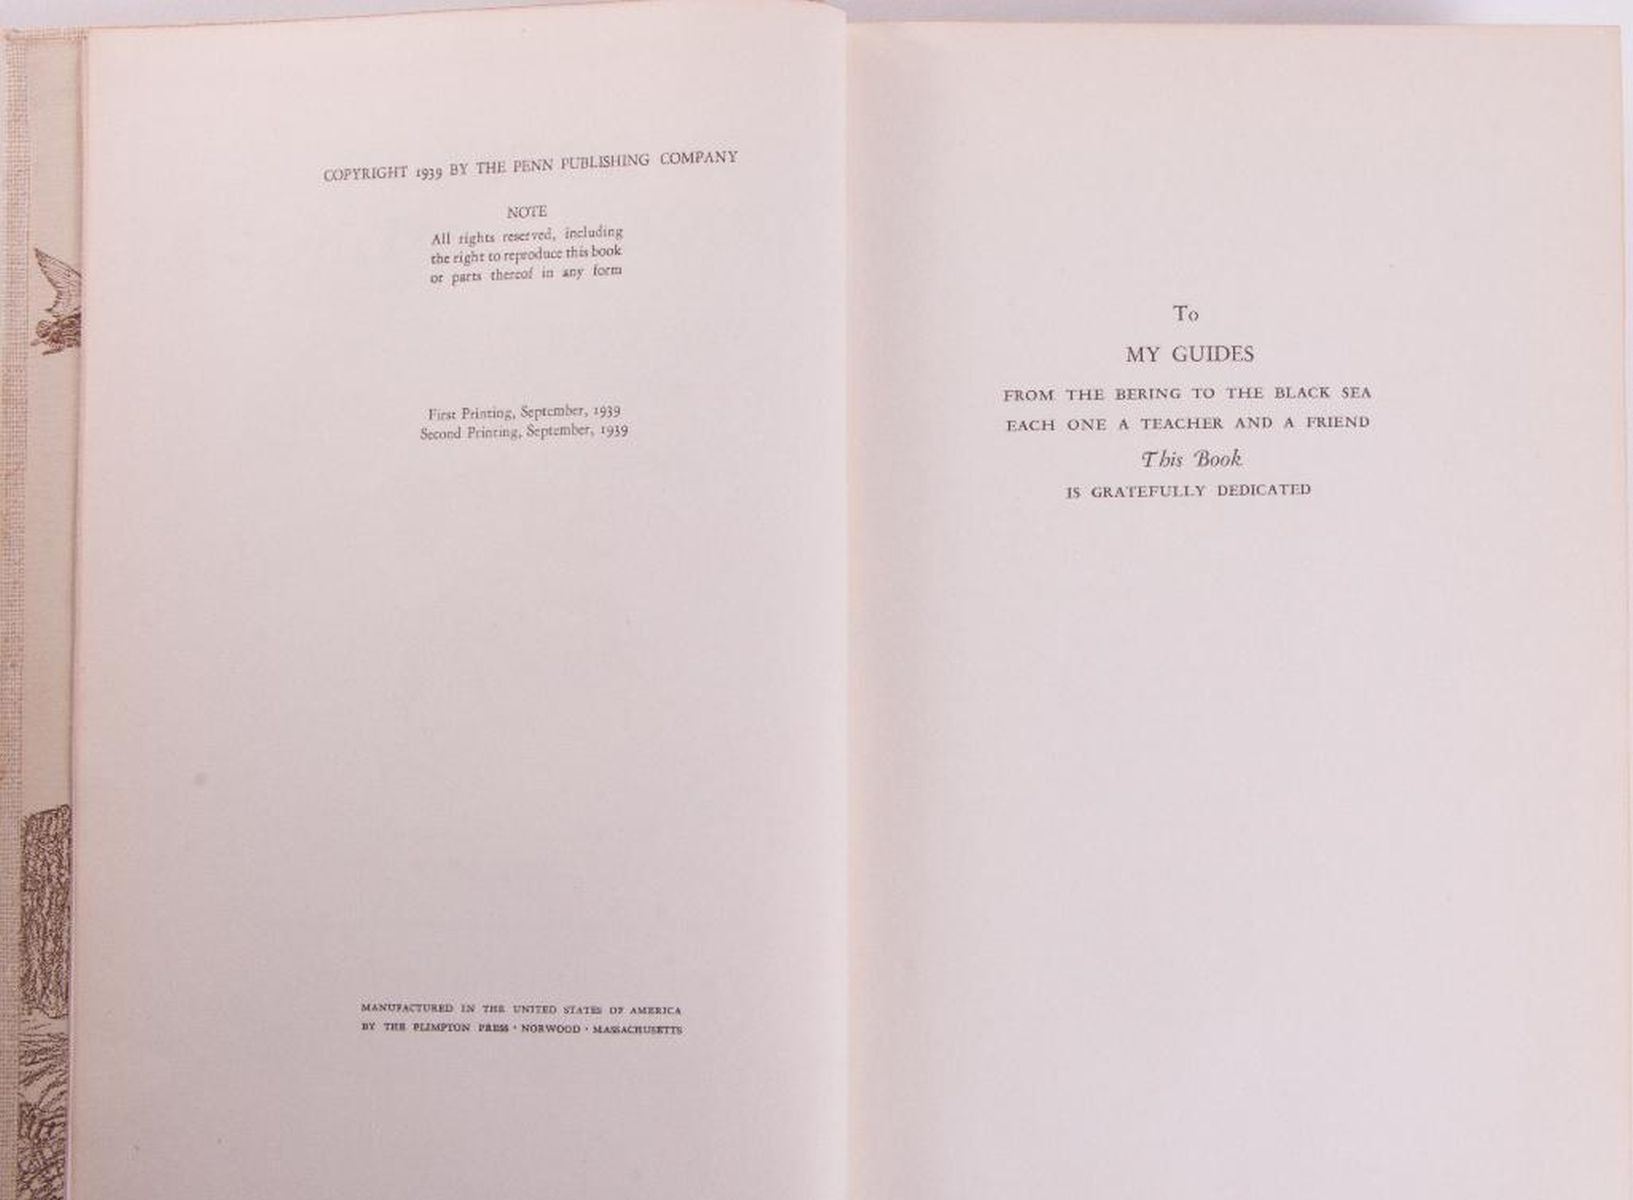 COPYRIGHT 1939 BY THE PENN PUBLISHING COMPANY
NOTE
All rights reserved, including
the right to reproduce this book
or parts thereof in any form
First Printing, September, 1939
Second Printing, September, 1939
MANUFACTURED IN THE UNITED STATES OF AMERICA
BY THE PLIMPTON PRESS · NORWOOD · MASSACHUSETTS
To
MY GUIDES
FROM THE BERING TO THE BLACK SEA
EACH ONE A TEACHER AND A FRIEND
This Book
IS GRATEFULLY DEDICATED